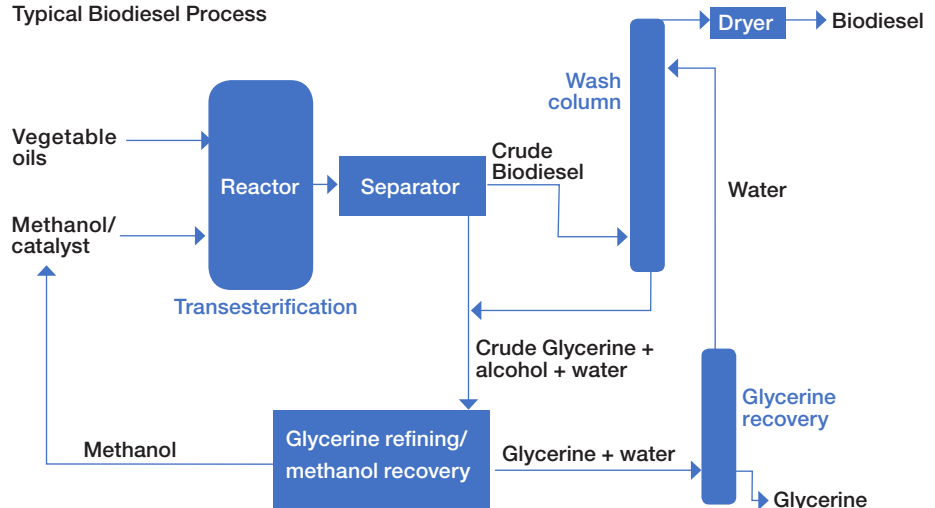 Typical Biodiesel Process
Dryer
Biodiesel
Wash
column
Vegetable
oils
Crude
Biodiesel
Reactor
Separator
Water
Methanol/
catalyst
Transesterification
Crude Glycerine +
alcohol + water
Glycerine
recovery
Methanol
Glycerine refining/
methanol recovery
Glycerine + water
Glycerine